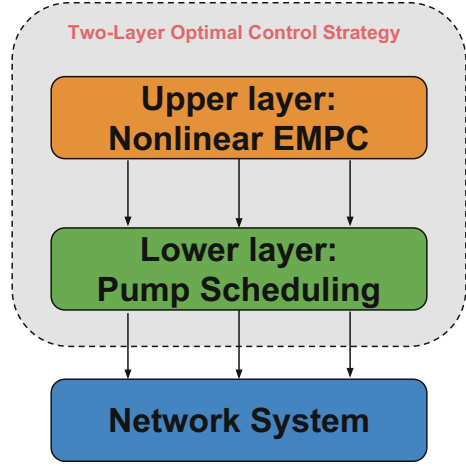 Two-Layer Optimal Control Strategy
Upper layer:
Nonlinear EMPC
Lower layer:
Pump Scheduling
Network System